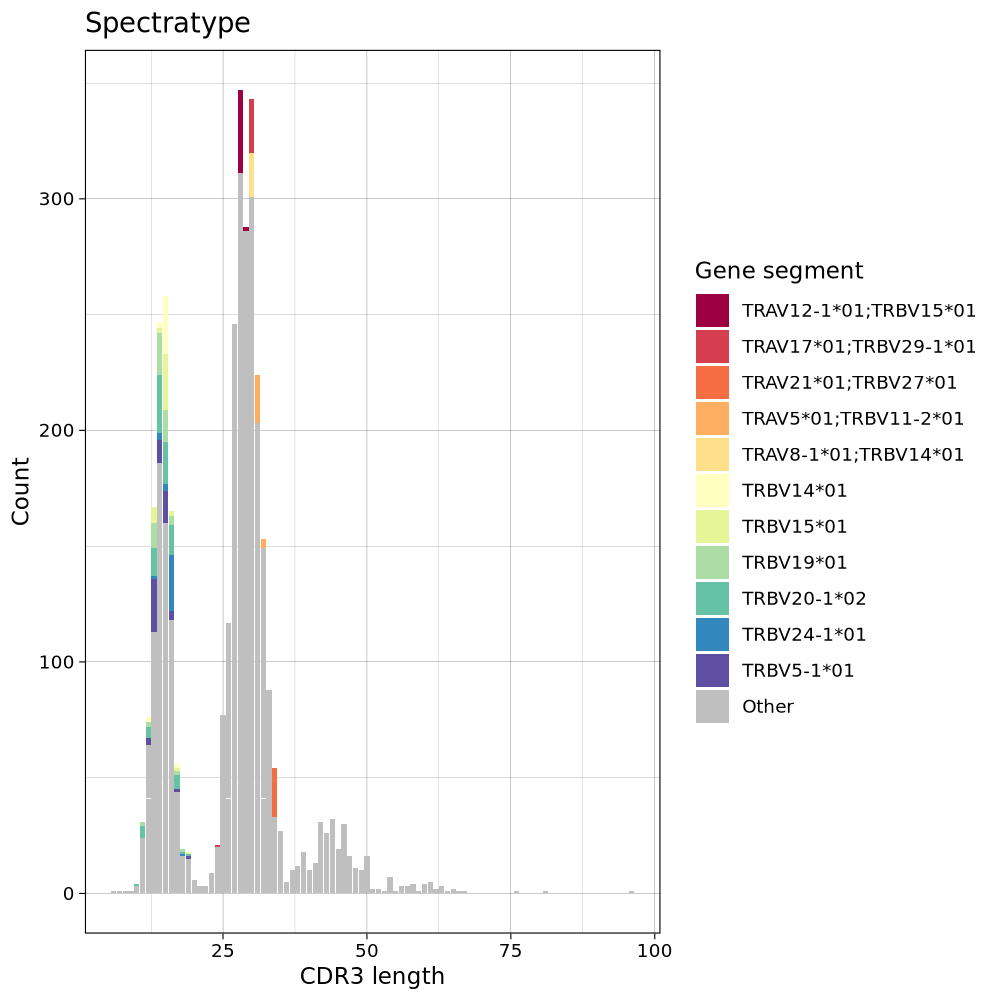 Spectratype
300
200
100
0
Count
25
50
75
100
CDR3 length
Gene segment
TRAV12-1*01;TRBV15*01
TRAV17*01;TRBV29-1*01
TRAV21*01;TRBV27*01
TRAV5*01;TRBV11-2*01
TRAV8-1*01;TRBV14*01
TRBV14*01
TRBV15*01
TRBV19*01
TRBV20-1*02
TRBV24-1*01
TRBV5-1*01
Other